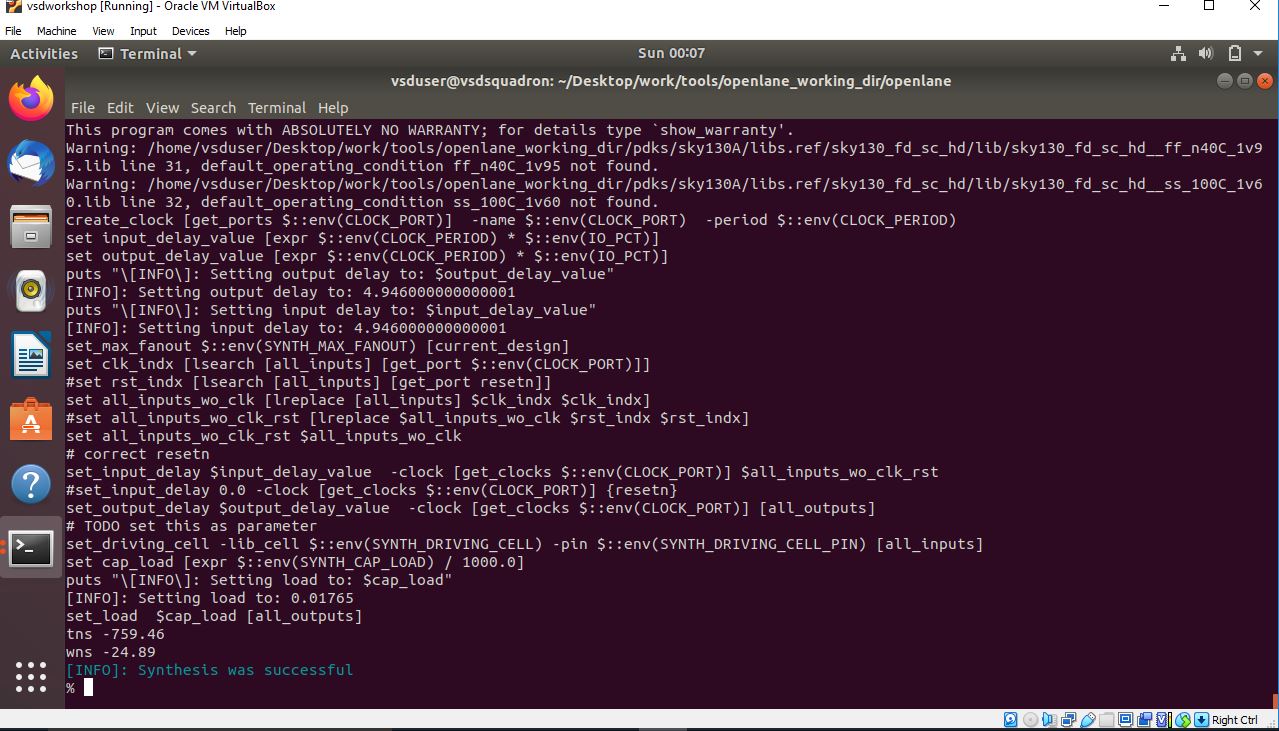 vsdworkshop [Running] - Oracle VM VirtualBox
File Machine View Input Devices Help
Activities Terminal Sun 00:07
vsduser@vsdsquadron: ~/Desktop/work/tools/openlane_working_dir/openlane
File Edit View Search Terminal Help
This program comes with ABSOLUTELY NO WARRANTY; for details type `show_warranty'.
Warning: /home/vsduser/Desktop/work/tools/openlane_working_dir/pdks/sky130A/libs.ref/sky130_fd_sc_hd/lib/sky130_fd_sc_hd__ff_n40C_1v9
5.lib line 31, default_operating_condition ff_n40C_1v95 not found.
Warning: /home/vsduser/Desktop/work/tools/openlane_working_dir/pdks/sky130A/libs.ref/sky130_fd_sc_hd/lib/sky130_fd_sc_hd__ss_100C_1v6
0.lib line 32, default_operating_condition ss_100C_1v60 not found.
create_clock [get_ports $::env(CLOCK_PORT)]  -name $::env(CLOCK_PORT)  -period $::env(CLOCK_PERIOD)
set input_delay_value [expr $::env(CLOCK_PERIOD) * $::env(IO_PCT)]
set output_delay_value [expr $::env(CLOCK_PERIOD) * $::env(IO_PCT)]
puts "\[INFO\]: Setting output delay to: $output_delay_value"
[INFO]: Setting output delay to: 4.946000000000001
puts "\[INFO\]: Setting input delay to: $input_delay_value"
[INFO]: Setting input delay to: 4.946000000000001
set_max_fanout $::env(SYNTH_MAX_FANOUT) [current_design]
set clk_indx [lsearch [all_inputs] [get_port $::env(CLOCK_PORT)]]
#set rst_indx [lsearch [all_inputs] [get_port resetn]]
set all_inputs_wo_clk [lreplace [all_inputs] $clk_indx $clk_indx]
#set all_inputs_wo_clk_rst [lreplace $all_inputs_wo_clk $rst_indx $rst_indx]
set all_inputs_wo_clk_rst $all_inputs_wo_clk
# correct resetn
set_input_delay $input_delay_value  -clock [get_clocks $::env(CLOCK_PORT)] $all_inputs_wo_clk_rst
#set_input_delay 0.0 -clock [get_clocks $::env(CLOCK_PORT)] {resetn}
set_output_delay $output_delay_value  -clock [get_clocks $::env(CLOCK_PORT)] [all_outputs]
# TODO set this as parameter
set_driving_cell -lib_cell $::env(SYNTH_DRIVING_CELL) -pin $::env(SYNTH_DRIVING_CELL_PIN) [all_inputs]
set cap_load [expr $::env(SYNTH_CAP_LOAD) / 1000.0]
puts "\[INFO\]: Setting load to: $cap_load"
[INFO]: Setting load to: 0.01765
set_load  $cap_load [all_outputs]
tns -759.46
wns -24.89
[INFO]: Synthesis was successful
%
Right Ctrl